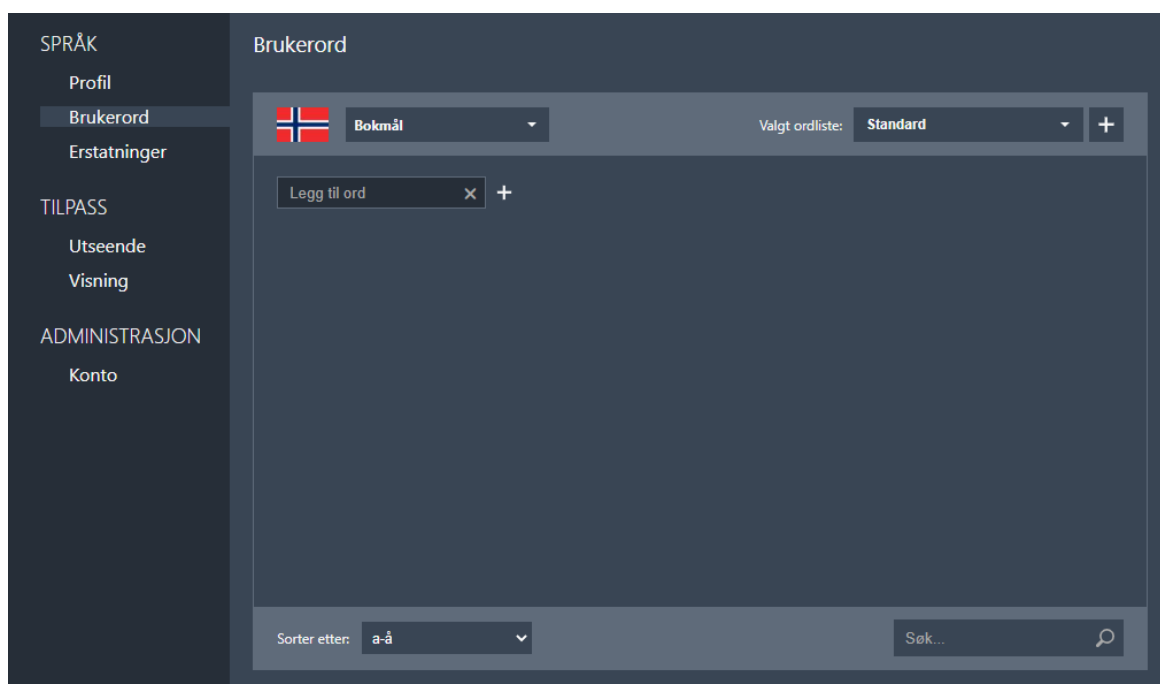 SPRÅK
Profil
Brukerord
Erstatninger
TILPASS
Utseende
Visning
ADMINISTRASJON
Konto
Brukerord
Bokmål
Valgt ordliste: Standard
Legg til ord
Sorter etter: a-å
Søk...